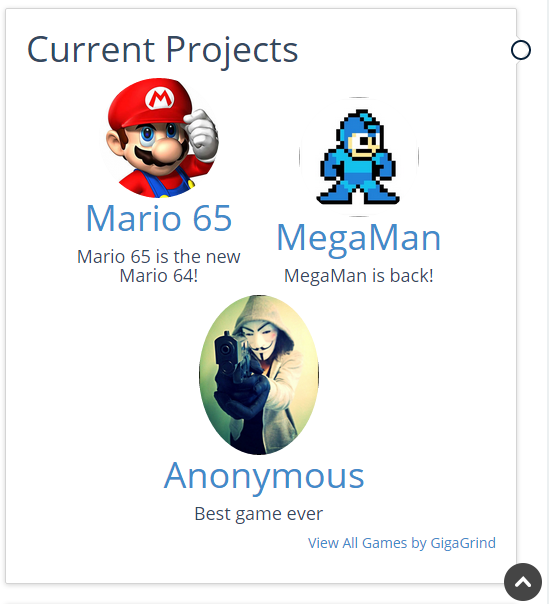 Current Projects
M
Mario 65
Mario 65 is the new
Mario 64!
MegaMan
MegaMan is back!
Anonymous
Best game ever
View All Games by GigaGrind